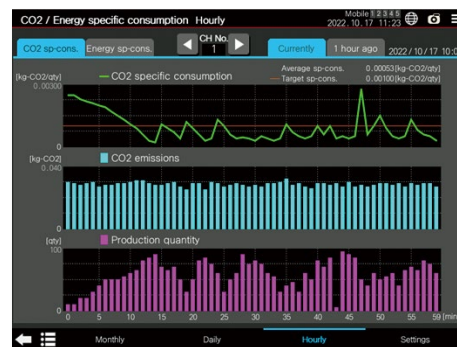 CO2 / Energy specific consumption Hourly
Mobile 1 2 3 4 5
2022. 10. 17 11:23
CO2 sp-cons.
Energy sp-cons.
CH No.
1
Currently
1 hour ago
2022 / 10 / 17 10:0
[kg-CO2/qty]
CO2 specific consumption
Average sp-cons. 0.00053[kg-CO2/qty]
Target sp-cons. 0.00100[kg-CO2/qty]
0.00300
0
[kg-CO2]
CO2 emissions
0.040
0
[qty]
Production quantity
100
0
0 5 10 15 20 25 30 35 40 45 50 55 59 [min
Monthly
Daily
Hourly
Settings